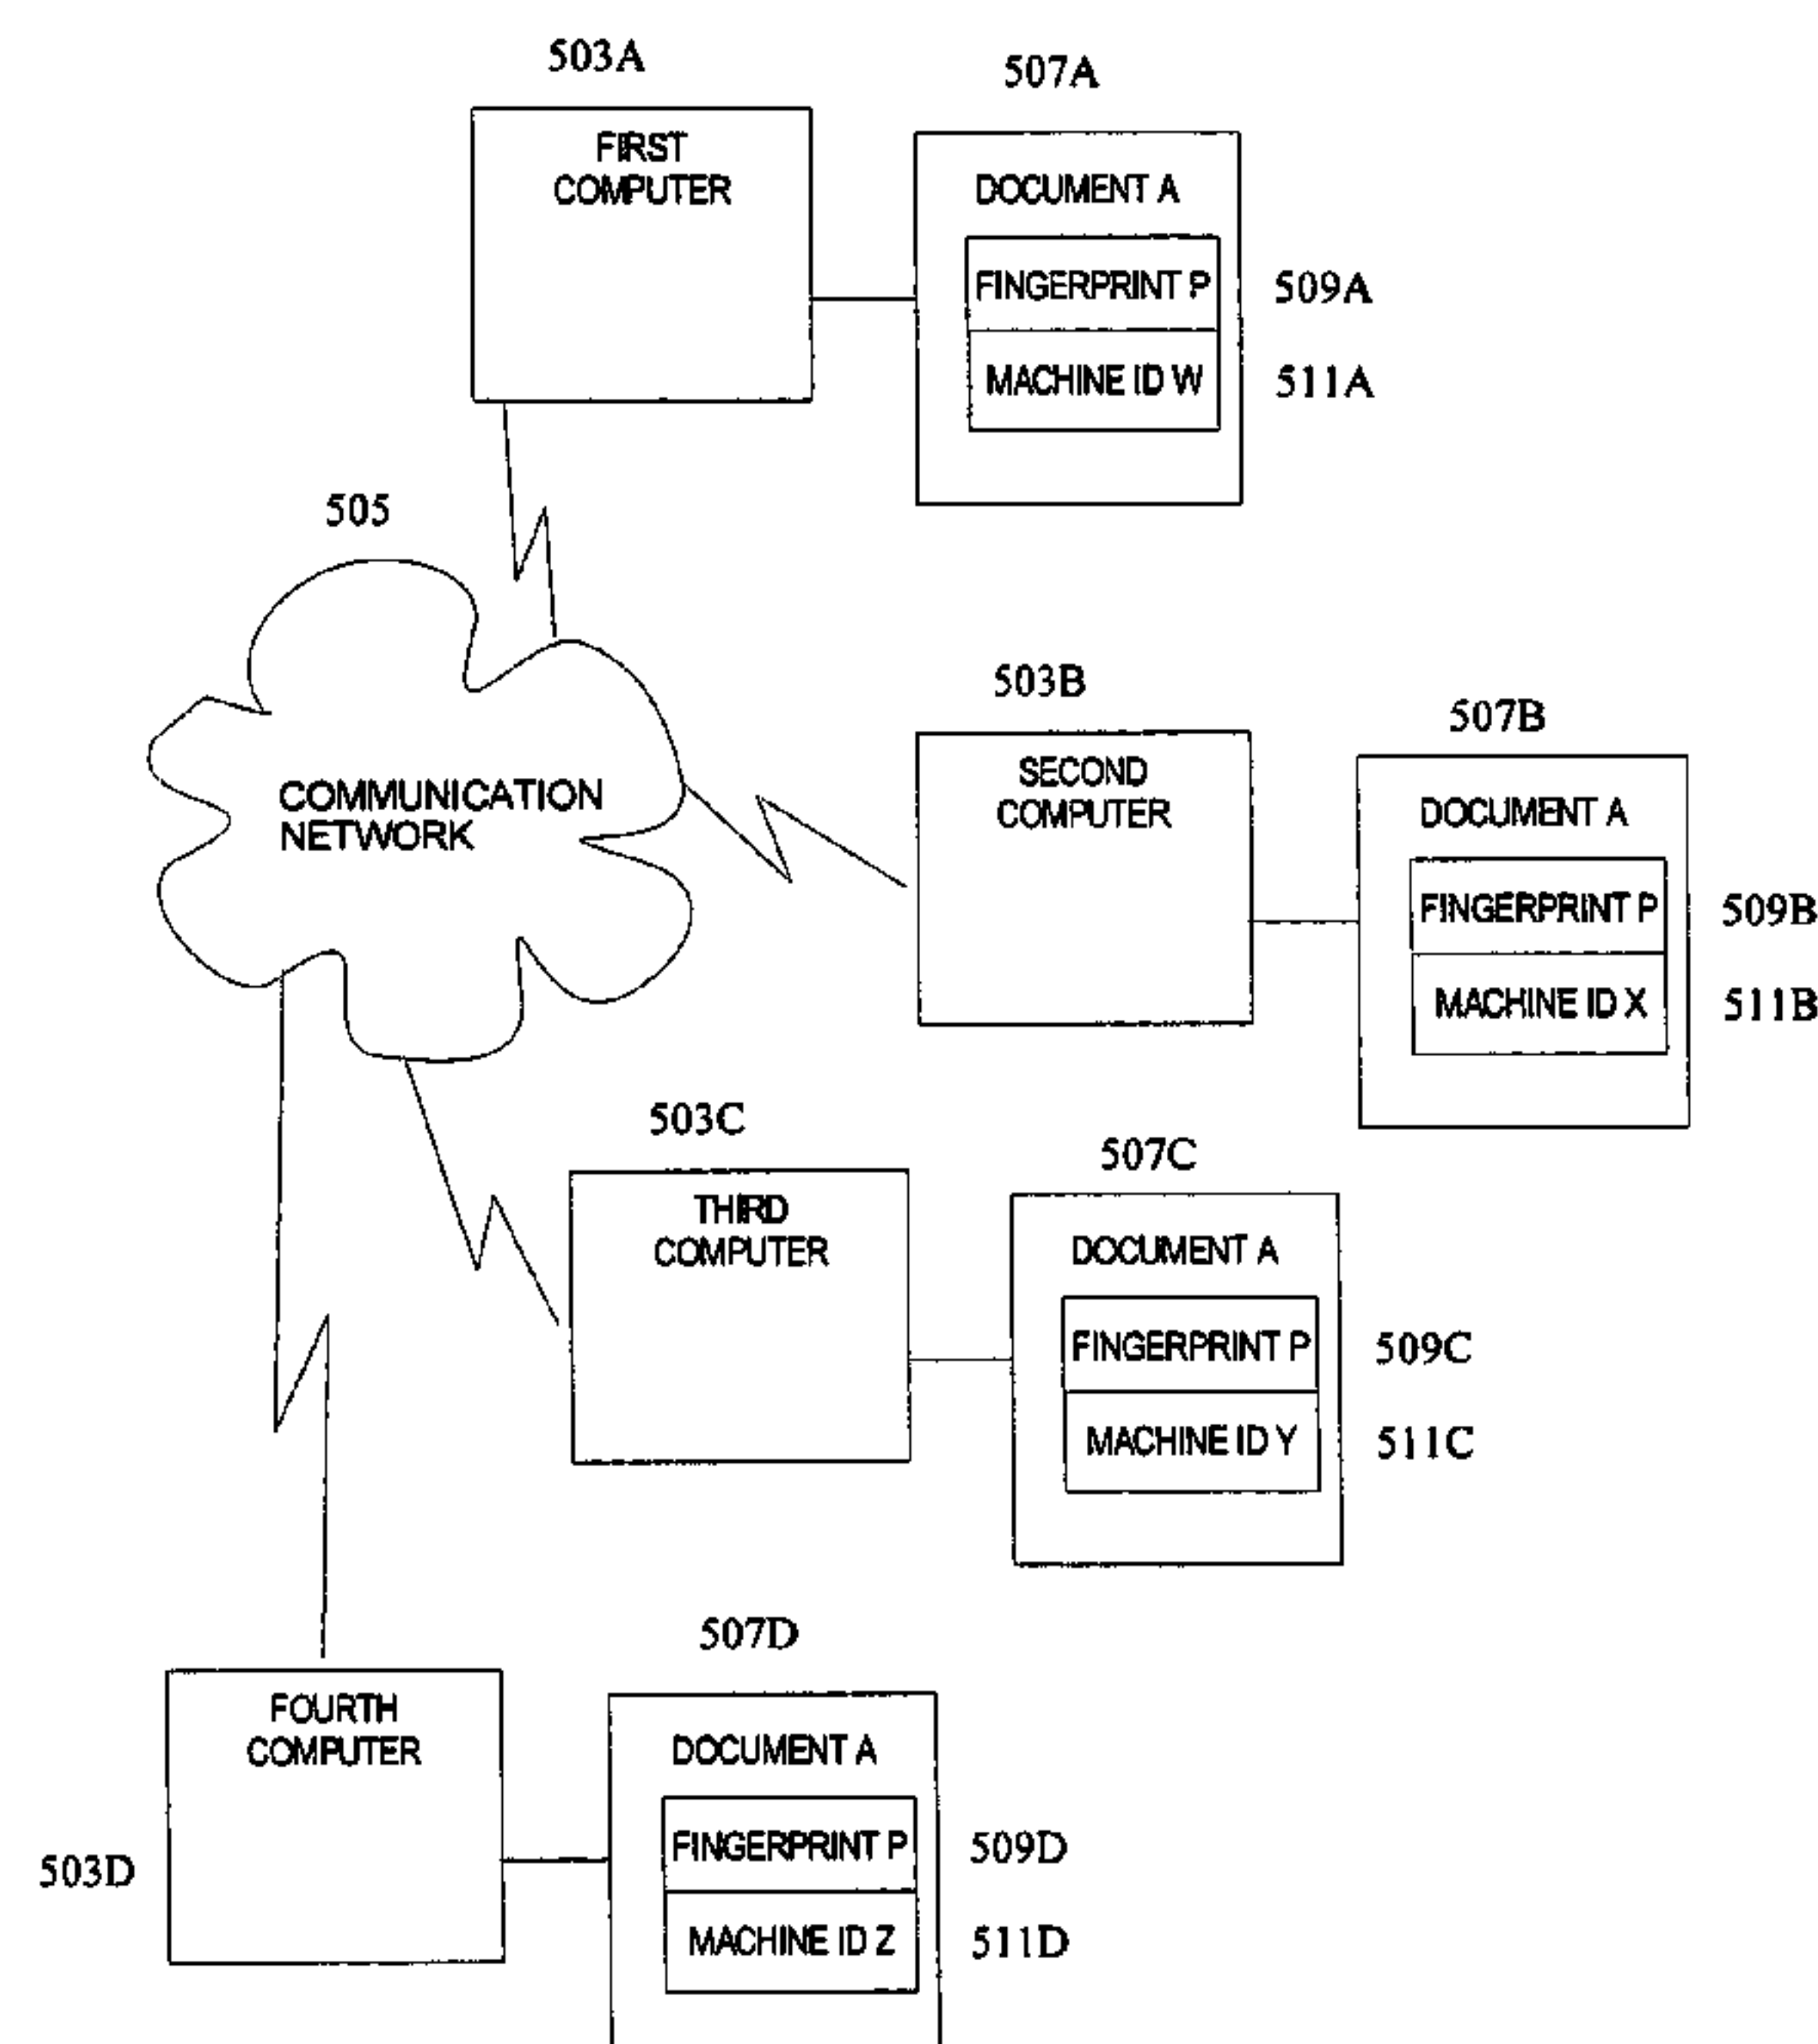 503A
FIRST
COMPUTER
507A
DOCUMENT A
FINGERPRINT P
509A
MACHINE ID W
511A
505
COMMUNICATION
NETWORK
503B
SECOND
COMPUTER
507B
DOCUMENT A
FINGERPRINT P
509B
MACHINE ID X
511B
503C
THIRD
COMPUTER
507C
DOCUMENT A
FINGERPRINT P
509C
MACHINE ID Y
511C
503D
FOURTH
COMPUTER
507D
DOCUMENT A
FINGERPRINT P
509D
MACHINE ID Z
511D